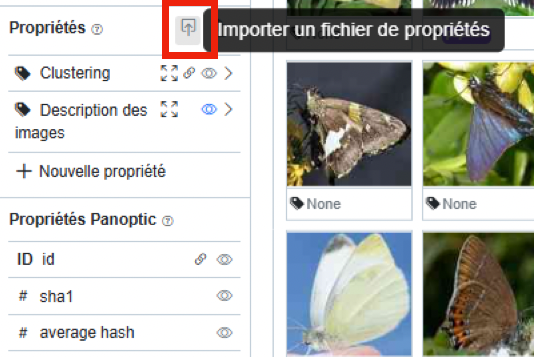 Propriétés
Importer un fichier de propriétés
Clustering
Description des
images
Nouvelle propriété
None
None
Propriétés Panoptic
ID id
# sha1
# average hash